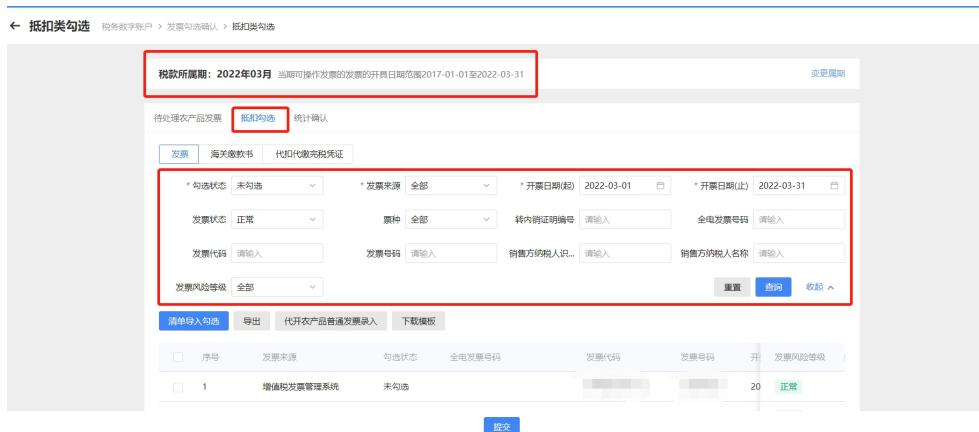 ← 抵扣类勾选 税务数字账户 > 发票勾选确认 > 抵扣类勾选
税款所属期：2022年03月 当期可操作发票的发票的开具日期范围2017-01-01至2022-03-31 变更属期
待处理农产品发票 抵扣勾选 统计确认
发票 海关缴款书 代扣代缴完税凭证
* 勾选状态 未勾选 * 发票来源 全部 * 开票日期(起) 2022-03-01 * 开票日期(止) 2022-03-31
发票状态 正常 票种 全部 转内销证明编号 请输入 全电发票号码 请输入
发票代码 请输入 发票号码 请输入 销售方纳税人识... 请输入 销售方纳税人名称 请输入
发票风险等级 全部 重置 查询 收起
清单导入勾选 导出 代开农产品普通发票录入 下载模板
序号 发票来源 勾选状态 全电发票号码 发票代码 发票号码 开 发票风险等级
1 增值税发票管理系统 未勾选 20 正常
提交